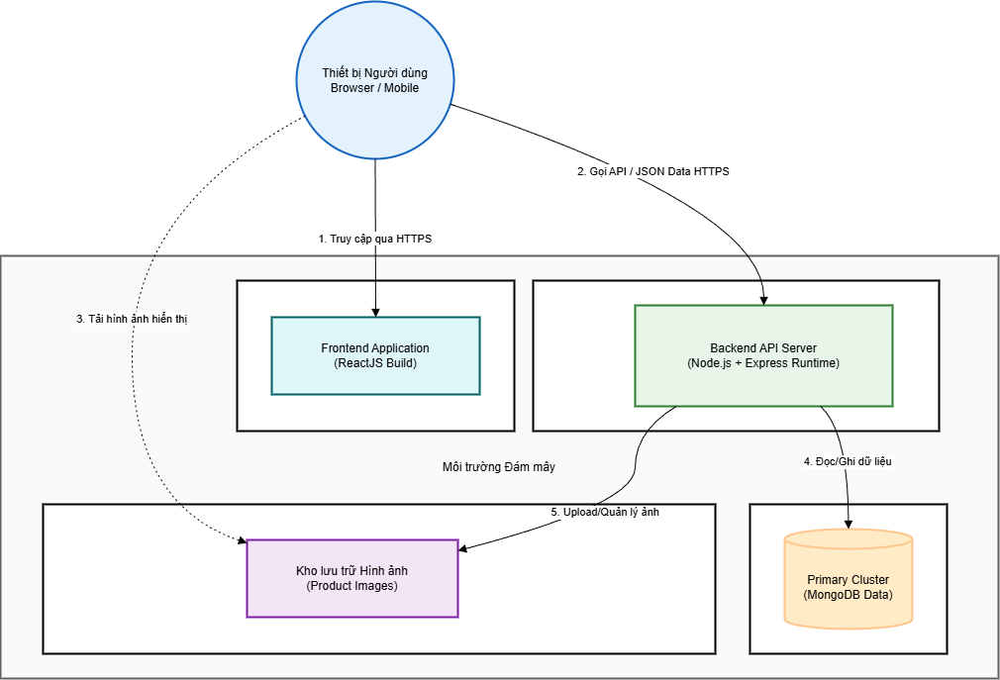 Thiết bị Người dùng
Browser / Mobile
2. Gọi API / JSON Data HTTPS
1. Truy cập qua HTTPS
3. Tải hình ảnh hiển thị
Frontend Application
(ReactJS Build)
Backend API Server
(Node.js + Express Runtime)
Môi trường Đám mây
4. Đọc/Ghi dữ liệu
5. Upload/Quản lý ảnh
Kho lưu trữ Hình ảnh
(Product Images)
Primary Cluster
(MongoDB Data)